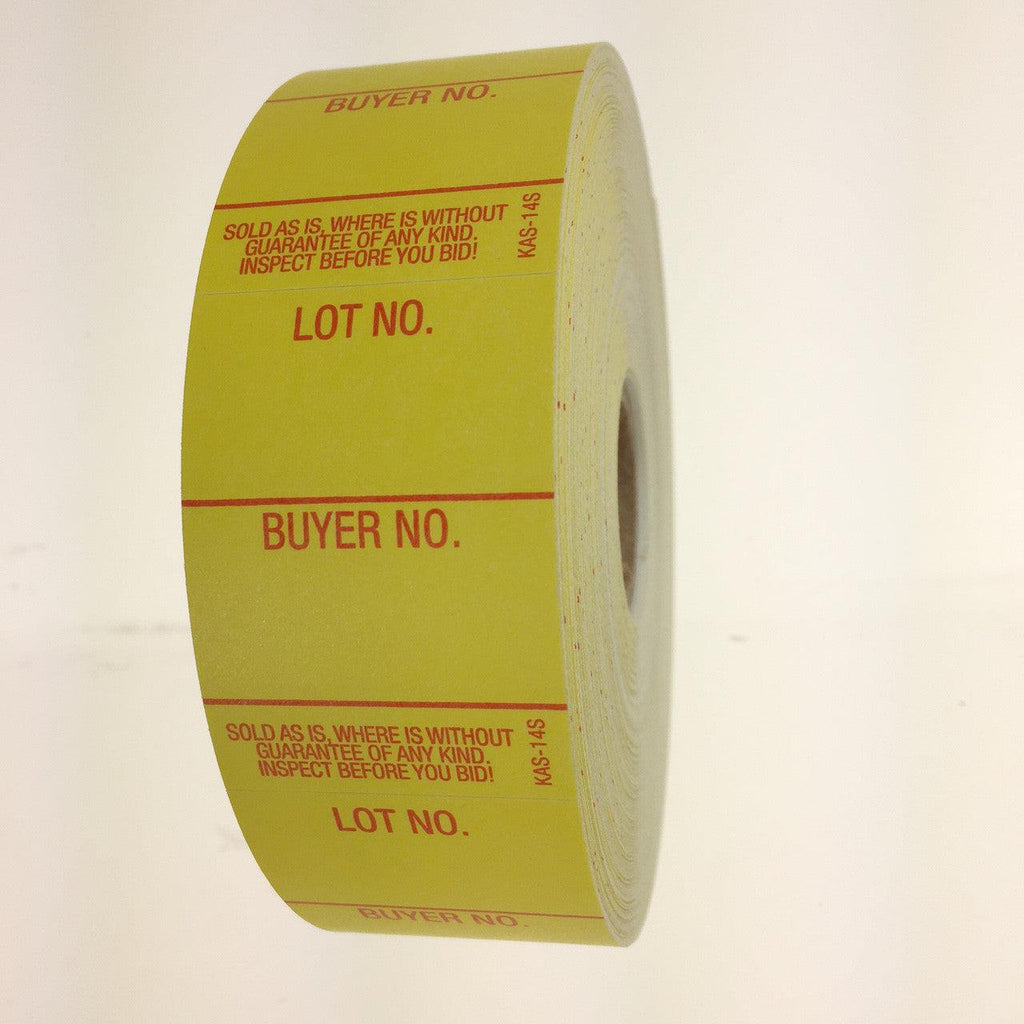 BUYER NO.
SOLD AS IS, WHERE IS WITHOUT
GUARANTEE OF ANY KIND.
INSPECT BEFORE YOU BID!
KAS-14S
LOT NO.
BUYER NO.
SOLD AS IS, WHERE IS WITHOUT
GUARANTEE OF ANY KIND.
INSPECT BEFORE YOU BID!
KAS-14S
LOT NO.
BUYER NO.